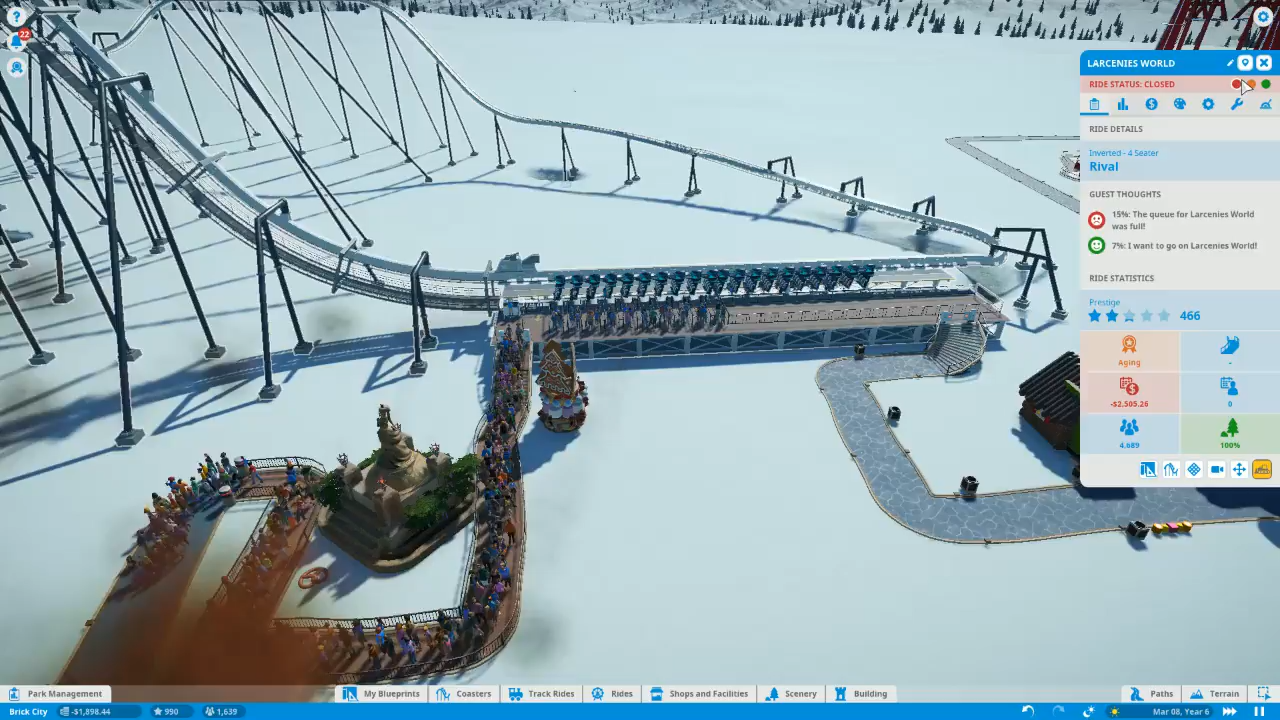 22
LARCENIES WORLD
RIDE STATUS: CLOSED
RIDE DETAILS
Inverted - 4 Seater
Rival
GUEST THOUGHTS
15%: The queue for Larcenies World
was full!
7%: I want to go on Larcenies World!
RIDE STATISTICS
Prestige
466
Aging
-
-$2,505.26
0
4,689
100%
Park Management
My Blueprints
Coasters
Track Rides
Rides
Shops and Facilities
Scenery
Building
Paths
Terrain
Brick City
-$1,898.44
990
1,639
Mar 08, Year 6